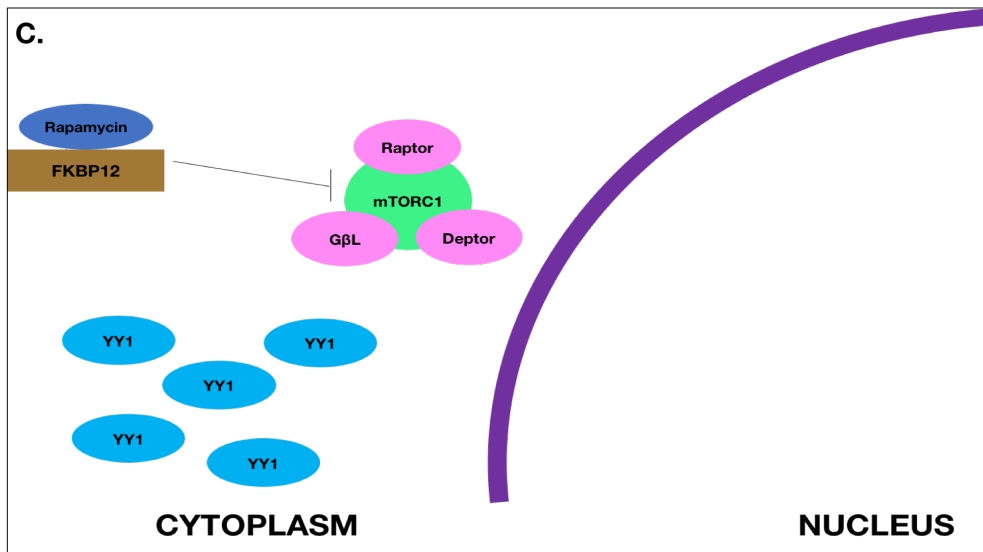 C.
Rapamycin
FKBP12
Raptor
mTORC1
GβL
Deptor
YY1
YY1
YY1
YY1
YY1
CYTOPLASM
NUCLEUS